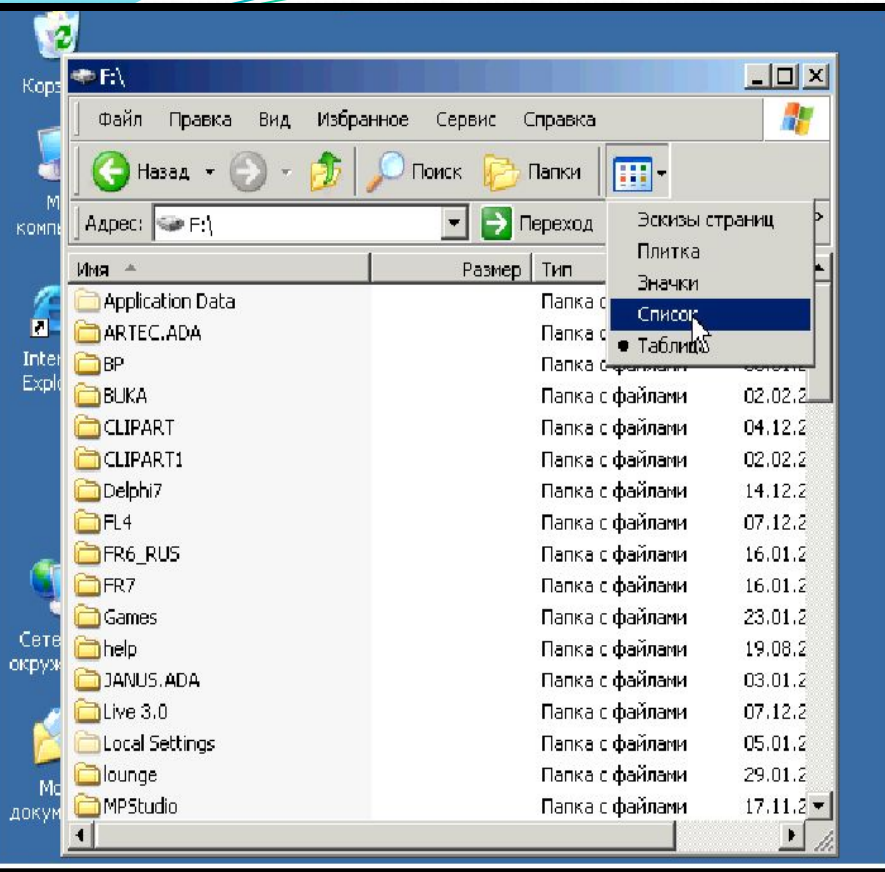 F:\
Файл Правка Вид Избранное Сервис Справка
Назад Поиск Папки
Адрес: F:\ Переход
Эскизы страниц
Плитка
Значки
Список
Таблица
Имя Размер Тип
Application Data Папка с
ARTEC.ADA Папка с
BP Папка с файлами
BUKA Папка с файлами 02.02.2
CLIPART Папка с файлами 04.12.2
CLIPART1 Папка с файлами 02.02.2
Delphi7 Папка с файлами 14.12.2
FL4 Папка с файлами 07.12.2
FR6_RUS Папка с файлами 16.01.2
FR7 Папка с файлами 16.01.2
Games Папка с файлами 23.01.2
help Папка с файлами 19.08.2
JANUS.ADA Папка с файлами 03.01.2
Live 3.0 Папка с файлами 07.12.2
Local Settings Папка с файлами 05.01.2
lounge Папка с файлами 29.01.2
MPStudio Папка с файлами 17.11.2